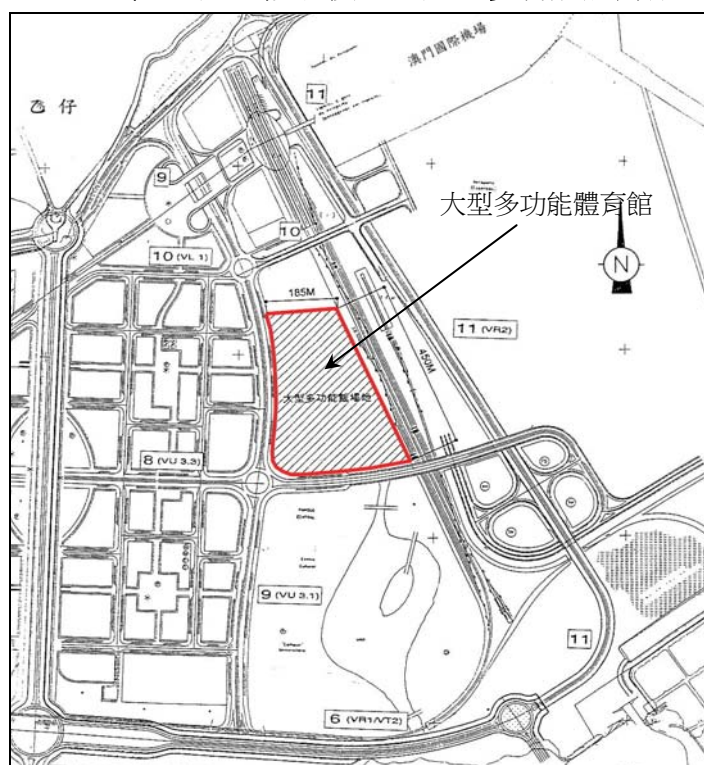 澳門國際機場
氹仔
11
9
大型多功能體育館
10
10 (VL 1)
N
185M
11 (VR2)
450M
大型多功能館場地
8 (VU 3.3)
9 (VU 3.1)
11
6 (VR1/VT2)